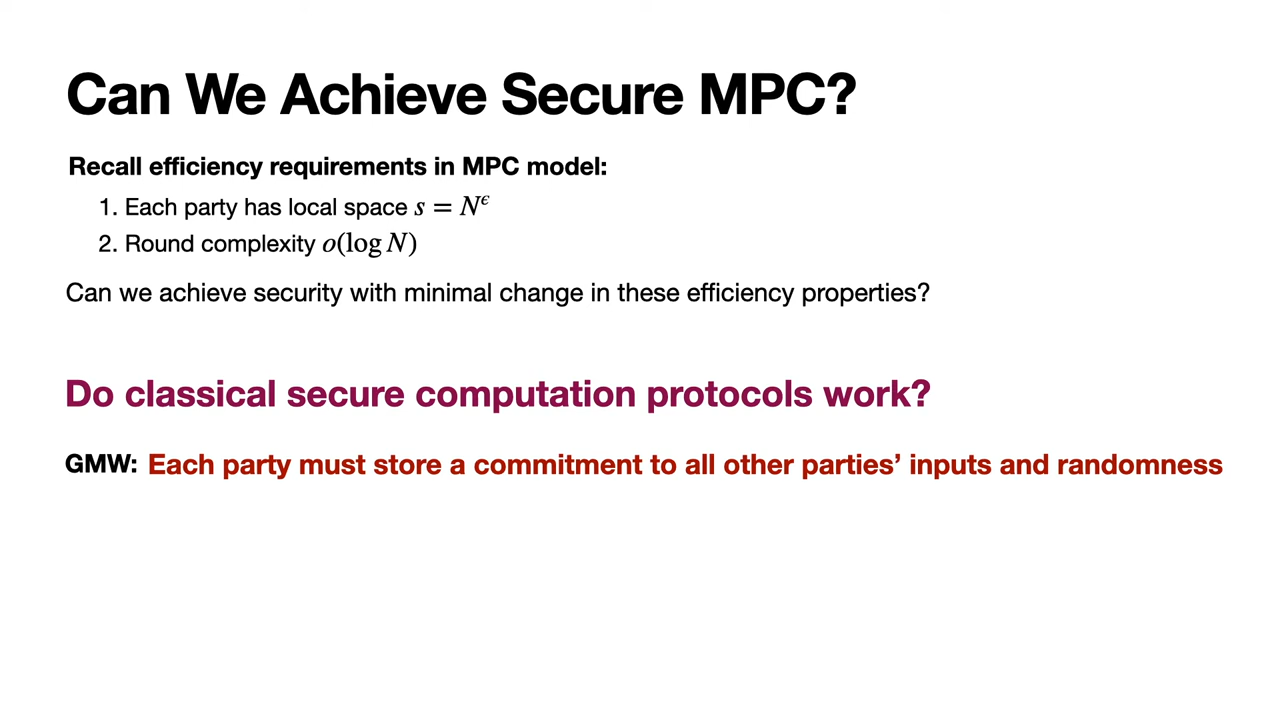 Can We Achieve Secure MPC?
Recall efficiency requirements in MPC model:
1. Each party has local space s = N^ϵ
2. Round complexity o(log N)
Can we achieve security with minimal change in these efficiency properties?
Do classical secure computation protocols work?
GMW: Each party must store a commitment to all other parties’ inputs and randomness